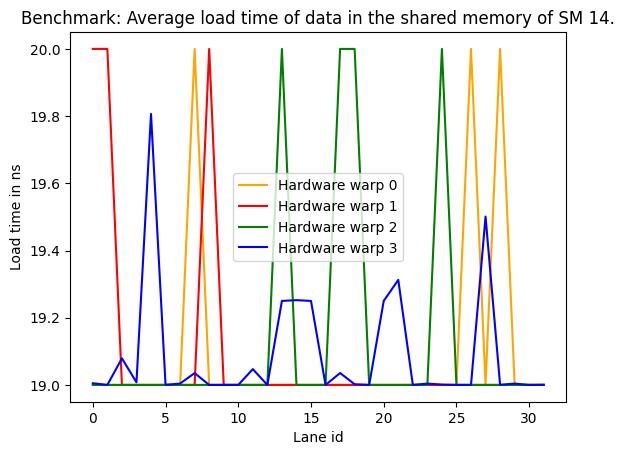 Benchmark: Average load time of data in the shared memory of SM 14.
Load time in ns
20.0
19.8
19.6
19.4
19.2
19.0
Hardware warp 0
Hardware warp 1
Hardware warp 2
Hardware warp 3
0 5 10 15 20 25 30
Lane id